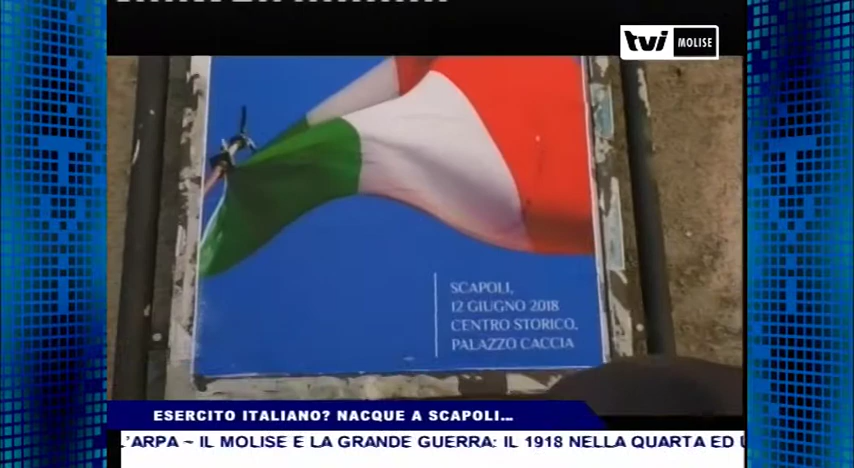 tvi MOLISE
SCAPOLI,
12 GIUGNO 2018
CENTRO STORICO,
PALAZZO CACCIA
ESERCITO ITALIANO? NACQUE A SCAPOLI...
L'ARPA ~ IL MOLISE E LA GRANDE GUERRA: IL 1918 NELLA QUARTA ED